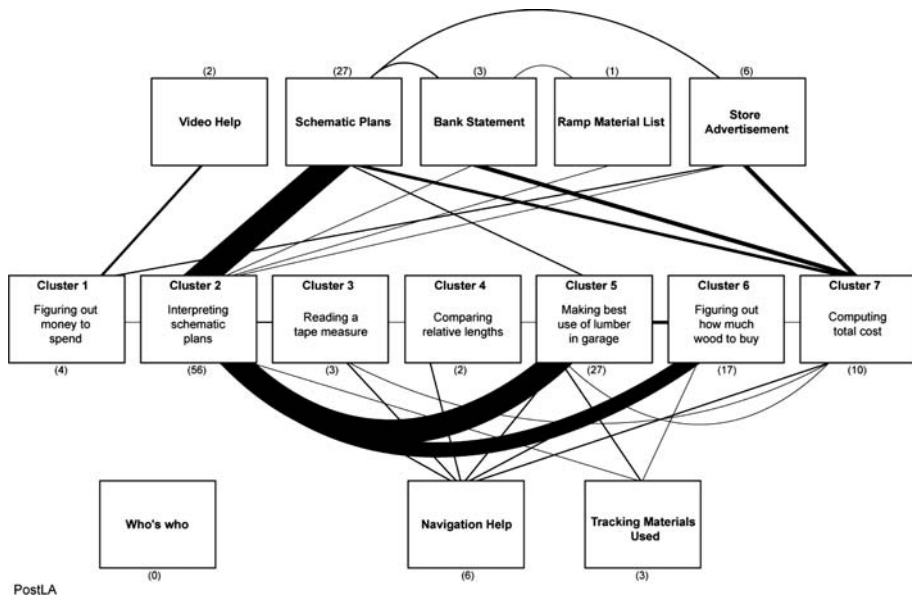 (2)
(27)
(3)
(1)
(6)
Video Help
Schematic Plans
Bank Statement
Ramp Material List
Store
Advertisement
Cluster 1
Figuring out
money to
spend
(4)
Cluster 2
Interpreting
schematic
plans
(56)
Cluster 3
Reading a
tape measure
(3)
Cluster 4
Comparing
relative lengths
(2)
Cluster 5
Making best
use of lumber
in garage
(27)
Cluster 6
Figuring out
how much
wood to buy
(17)
Cluster 7
Computing
total cost
(10)
Who's who
(0)
Navigation Help
(6)
Tracking Materials
Used
(3)
PostLA